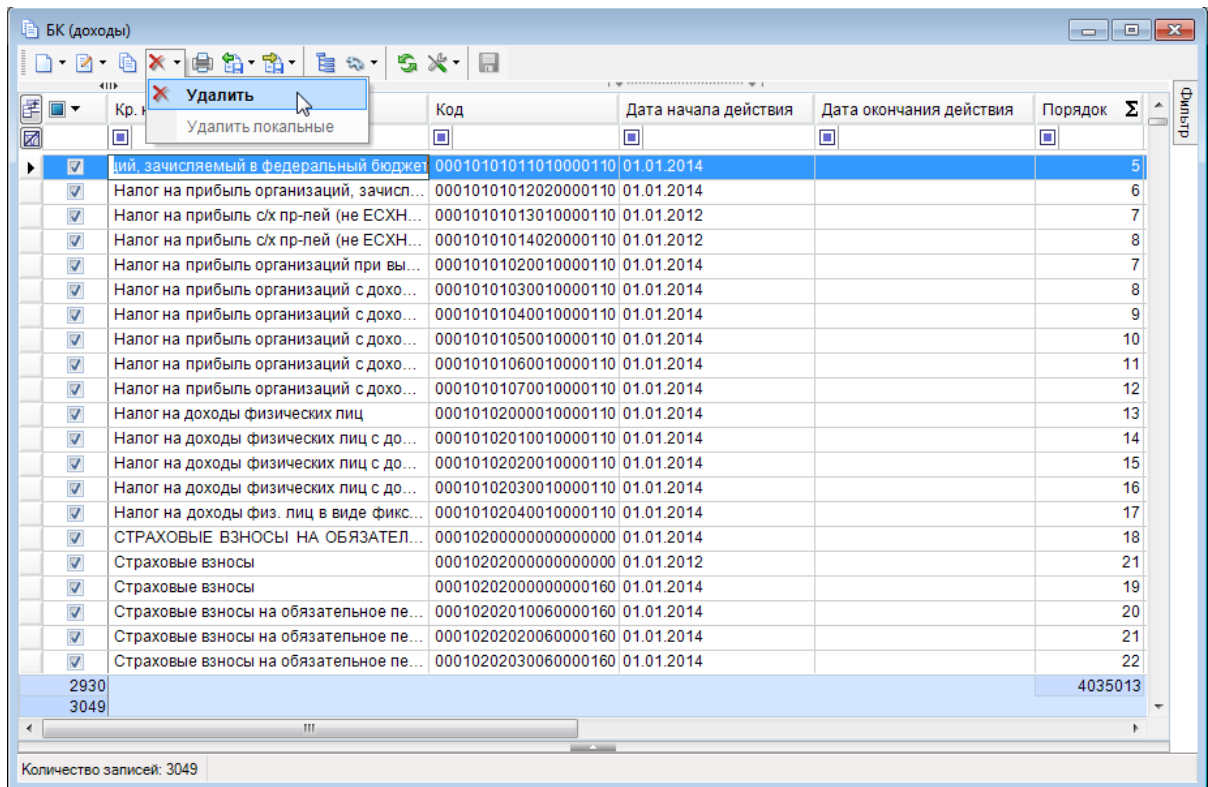 БК (доходы)
Удалить
Удалить локальные
Фильтр
Кр. Код Дата начала действия Дата окончания действия Порядок Σ
ций, зачисляемый в федеральный бюджет 00010101011010000110 01.01.2014 5
Налог на прибыль организаций, зачисл... 00010101012020000110 01.01.2014 6
Налог на прибыль с/х пр-лей (не ЕСХН... 00010101013010000110 01.01.2012 7
Налог на прибыль с/х пр-лей (не ЕСХН... 00010101014020000110 01.01.2012 8
Налог на прибыль организаций при вы... 00010101020010000110 01.01.2014 7
Налог на прибыль организаций с дохо... 00010101030010000110 01.01.2014 8
Налог на прибыль организаций с дохо... 00010101040010000110 01.01.2014 9
Налог на прибыль организаций с дохо... 00010101050010000110 01.01.2014 10
Налог на прибыль организаций с дохо... 00010101060010000110 01.01.2014 11
Налог на прибыль организаций с дохо... 00010101070010000110 01.01.2014 12
Налог на доходы физических лиц 00010102000010000110 01.01.2014 13
Налог на доходы физических лиц с до... 00010102010010000110 01.01.2014 14
Налог на доходы физических лиц с до... 00010102020010000110 01.01.2014 15
Налог на доходы физических лиц с до... 00010102030010000110 01.01.2014 16
Налог на доходы физ. лиц в виде фикс... 00010102040010000110 01.01.2014 17
СТРАХОВЫЕ ВЗНОСЫ НА ОБЯЗАТЕЛ... 00010200000000000000 01.01.2014 18
Страховые взносы 00010202000000000000 01.01.2012 21
Страховые взносы 00010202000000000160 01.01.2014 19
Страховые взносы на обязательное пе... 00010202010060000160 01.01.2014 20
Страховые взносы на обязательное пе... 00010202020060000160 01.01.2014 21
Страховые взносы на обязательное пе... 00010202030060000160 01.01.2014 22
2930 4035013
3049
Количество записей: 3049